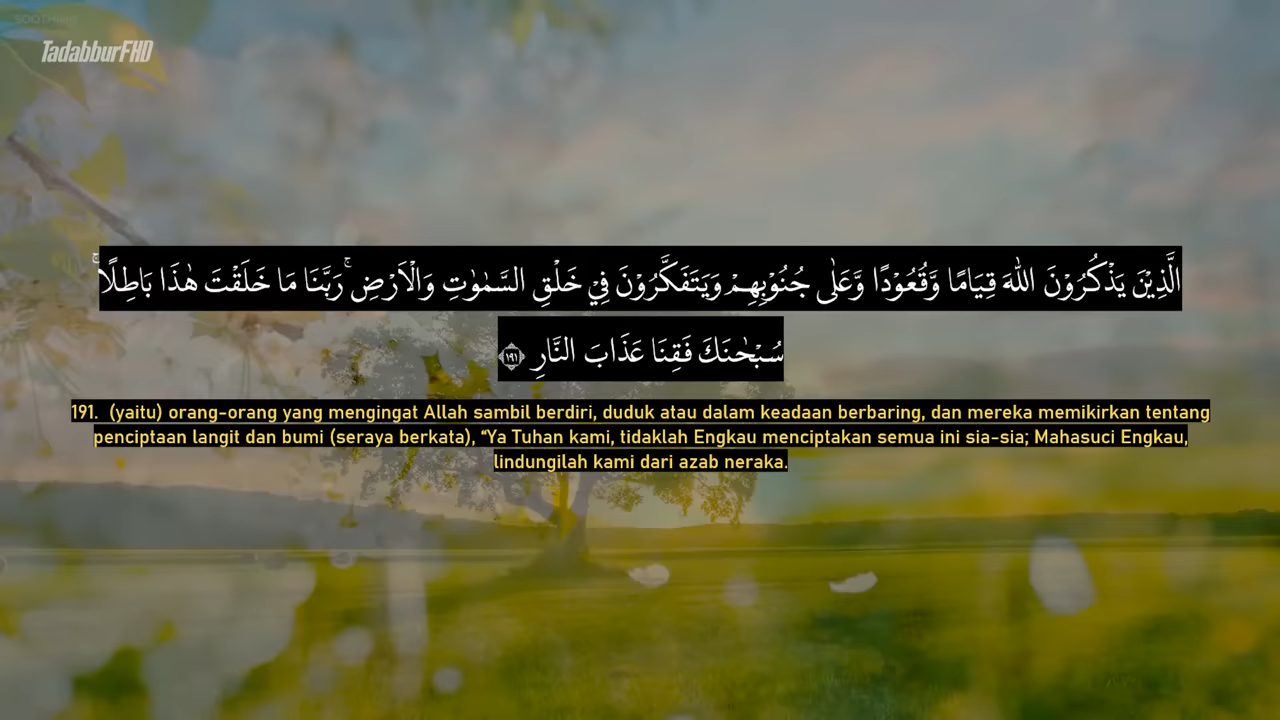 SOOTHING
TadabburFHD
الَّذِيْنَ يَذْكُرُوْنَ اللّٰهَ قِيَامًا وَّقُعُوْدًا وَّعَلٰى جُنُوْبِهِمْ وَيَتَفَكَّرُوْنَ فِيْ خَلْقِ السَّمٰوٰتِ وَالْاَرْضِۚ رَبَّنَا مَا خَلَقْتَ هٰذَا بَاطِلًاۚ
سُبْحٰنَكَ فَقِنَا عَذَابَ النَّارِ ١٩١
191. (yaitu) orang-orang yang mengingat Allah sambil berdiri, duduk atau dalam keadaan berbaring, dan mereka memikirkan tentang
penciptaan langit dan bumi (seraya berkata), “Ya Tuhan kami, tidaklah Engkau menciptakan semua ini sia-sia; Mahasuci Engkau,
lindungilah kami dari azab neraka.